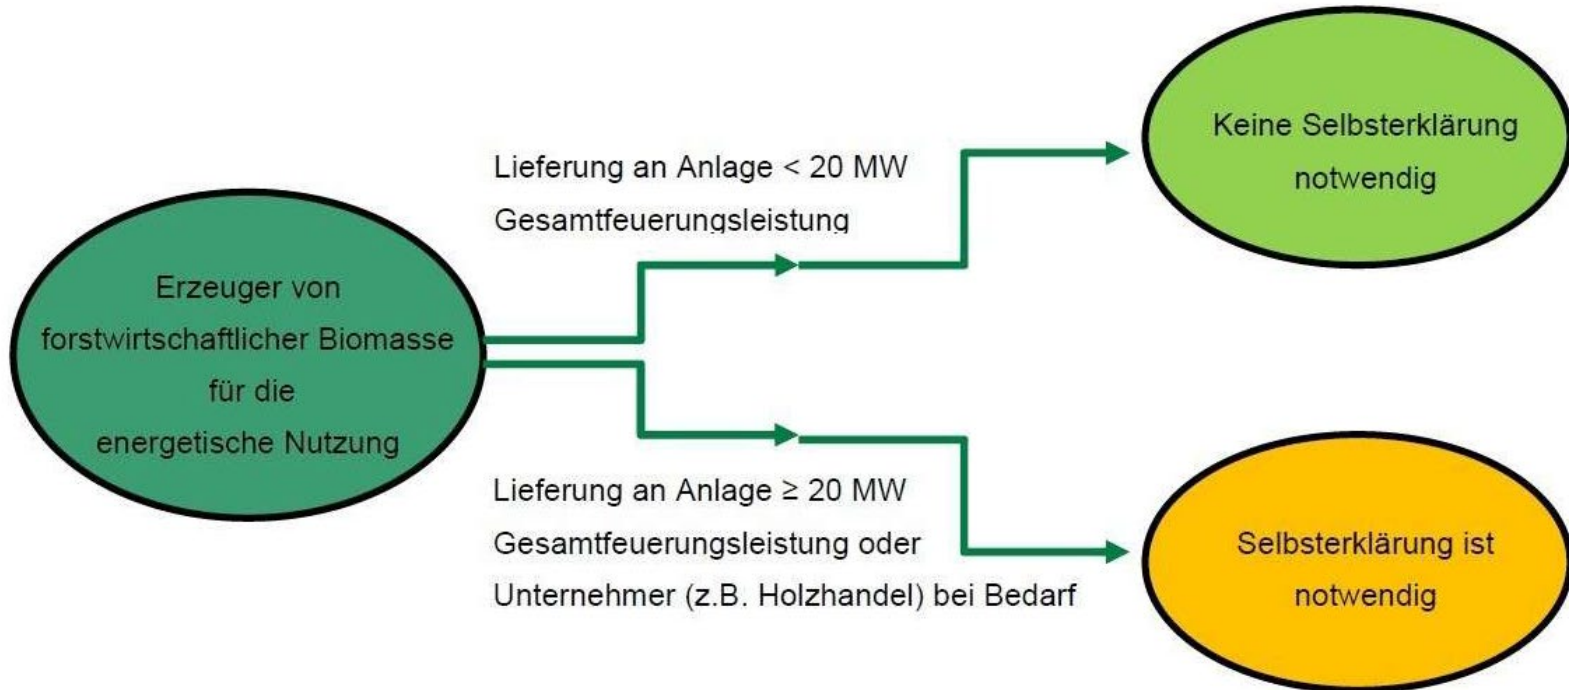 Erzeuger von
forstwirtschaftlicher Biomasse
für die
energetische Nutzung
Lieferung an Anlage < 20 MW
Gesamtfeuerungsleistung
Keine Selbsterklärung
notwendig
Lieferung an Anlage ≥ 20 MW
Gesamtfeuerungsleistung oder
Unternehmer (z.B. Holzhandel) bei Bedarf
Selbsterklärung ist
notwendig